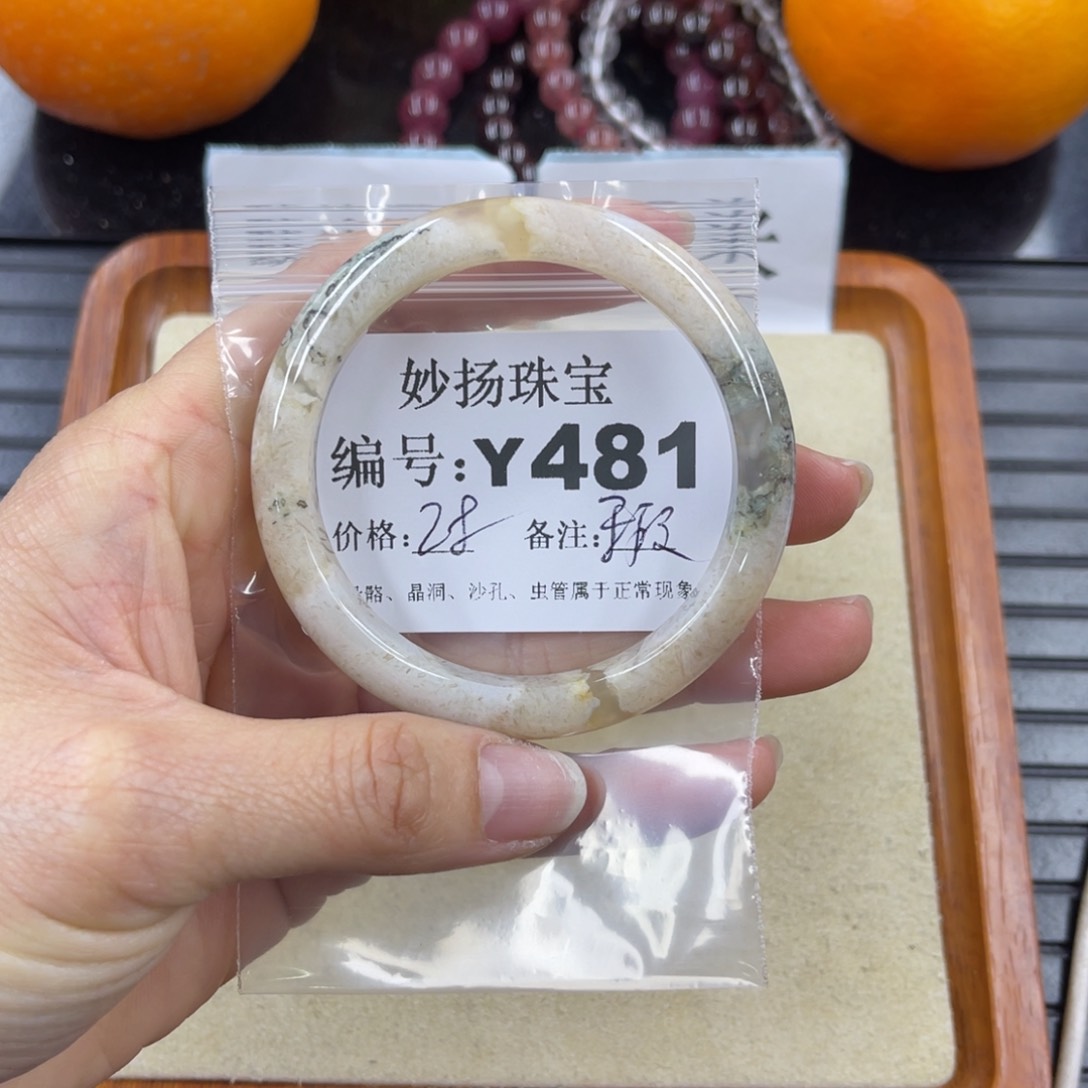 妙扬珠宝
编号:Y481
价格:28 备注:
骼、晶洞、沙孔、虫管属于正常现象。